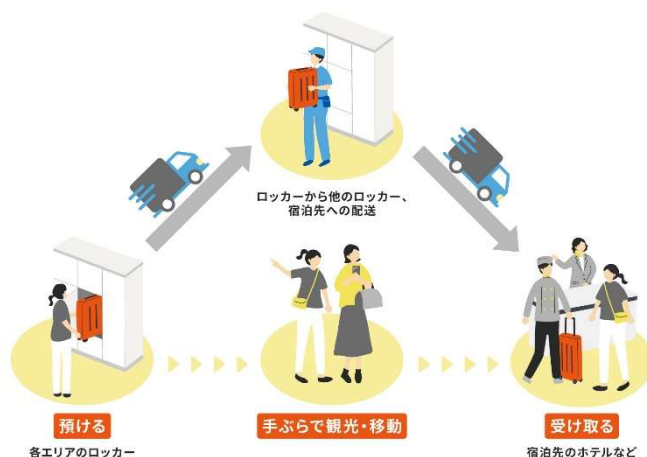 ロッカーから他のロッカー、
宿泊先への配送
預ける
手ぶらで観光・移動
受け取る
各エリアのロッカー
宿泊先のホテルなど